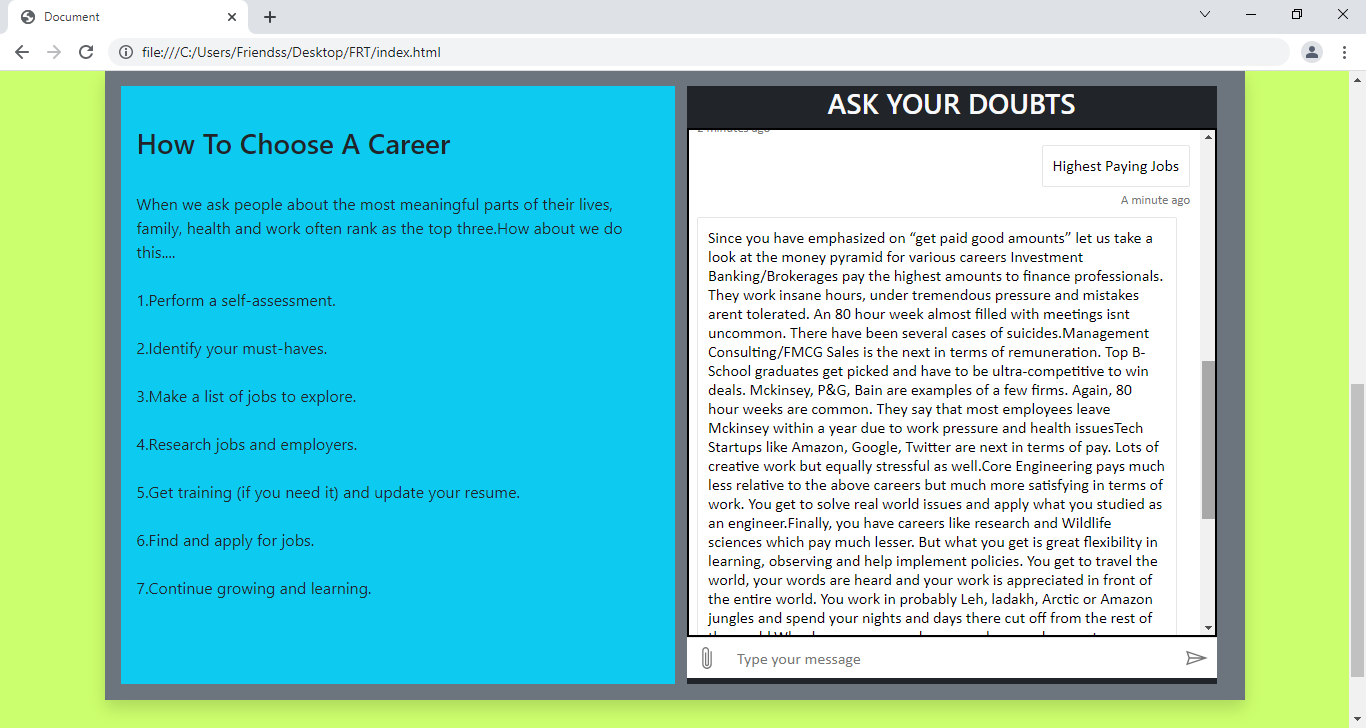 Document
file:///C:/Users/Friendss/Desktop/FRT/index.html
How To Choose A Career
When we ask people about the most meaningful parts of their lives,
family, health and work often rank as the top three.How about we do
this....
1.Perform a self-assessment.
2.Identify your must-haves.
3.Make a list of jobs to explore.
4.Research jobs and employers.
5.Get training (if you need it) and update your resume.
6.Find and apply for jobs.
7.Continue growing and learning.
ASK YOUR DOUBTS
2 minutes ago
Highest Paying Jobs
A minute ago
Since you have emphasized on “get paid good amounts” let us take a
look at the money pyramid for various careers Investment
Banking/Brokerages pay the highest amounts to finance professionals.
They work insane hours, under tremendous pressure and mistakes
arent tolerated. An 80 hour week almost filled with meetings isnt
uncommon. There have been several cases of suicides.Management
Consulting/FMCG Sales is the next in terms of remuneration. Top B-
School graduates get picked and have to be ultra-competitive to win
deals. Mckinsey, P&G, Bain are examples of a few firms. Again, 80
hour weeks are common. They say that most employees leave
Mckinsey within a year due to work pressure and health issuesTech
Startups like Amazon, Google, Twitter are next in terms of pay. Lots of
creative work but equally stressful as well.Core Engineering pays much
less relative to the above careers but much more satisfying in terms of
work. You get to solve real world issues and apply what you studied as
an engineer.Finally, you have careers like research and Wildlife
sciences which pay much lesser. But what you get is great flexibility in
learning, observing and help implement policies. You get to travel the
world, your words are heard and your work is appreciated in front of
the entire world. You work in probably Leh, ladakh, Arctic or Amazon
jungles and spend your nights and days there cut off from the rest of
Type your message